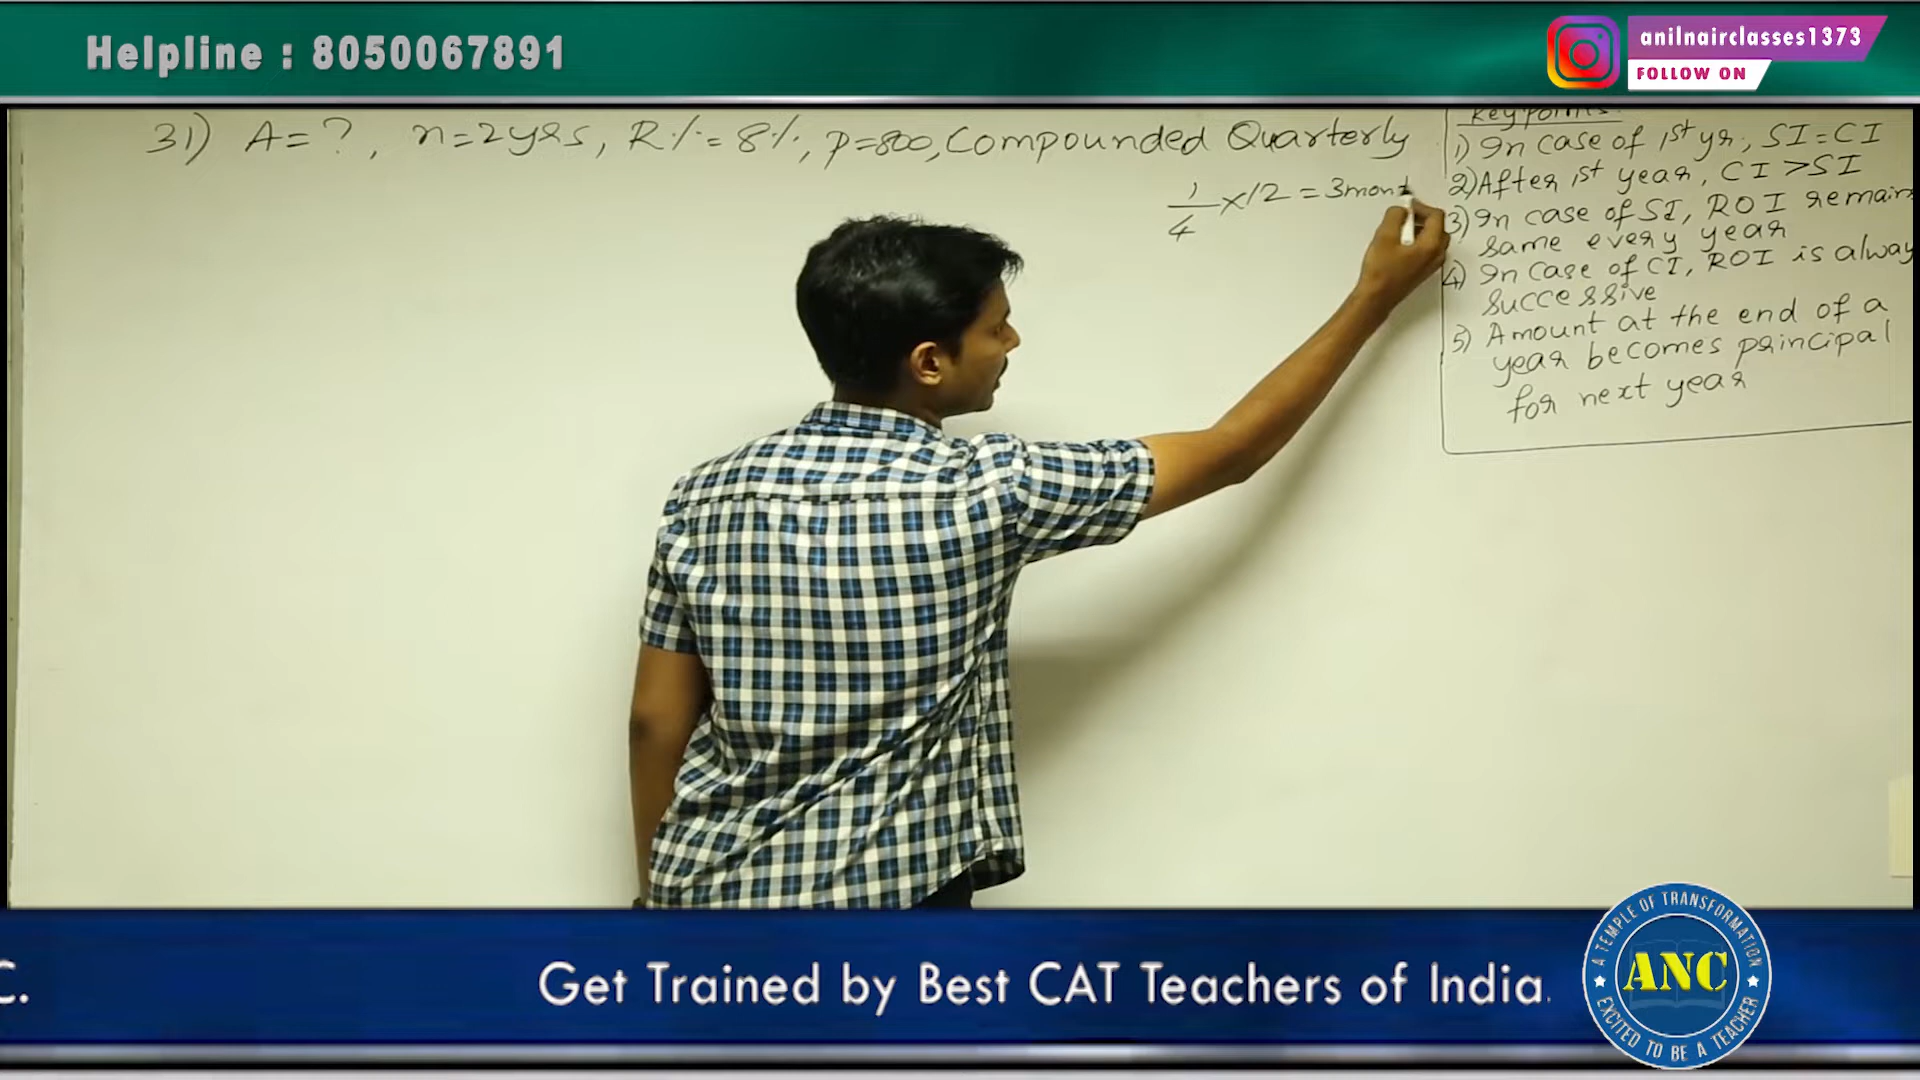 Helpline : 8050067891
anilnairclasses1373
FOLLOW ON
31) A=?, n=2yrs, R%=8%, p=800, Compounded Quarterly
1/4 x12 = 3mont
Keypoints
1) In case of 1st yr, SI=CI
2) After 1st year, CI >SI
3) In case of SI, ROI remain
same every year
4) In case of CI, ROI is alway
successive
5) Amount at the end of a
year becomes principal
for next year
C.
Get Trained by Best CAT Teachers of India.
A TEMPLE OF TRANSFORMATION
ANC
EXCITED TO BE A TEACHER